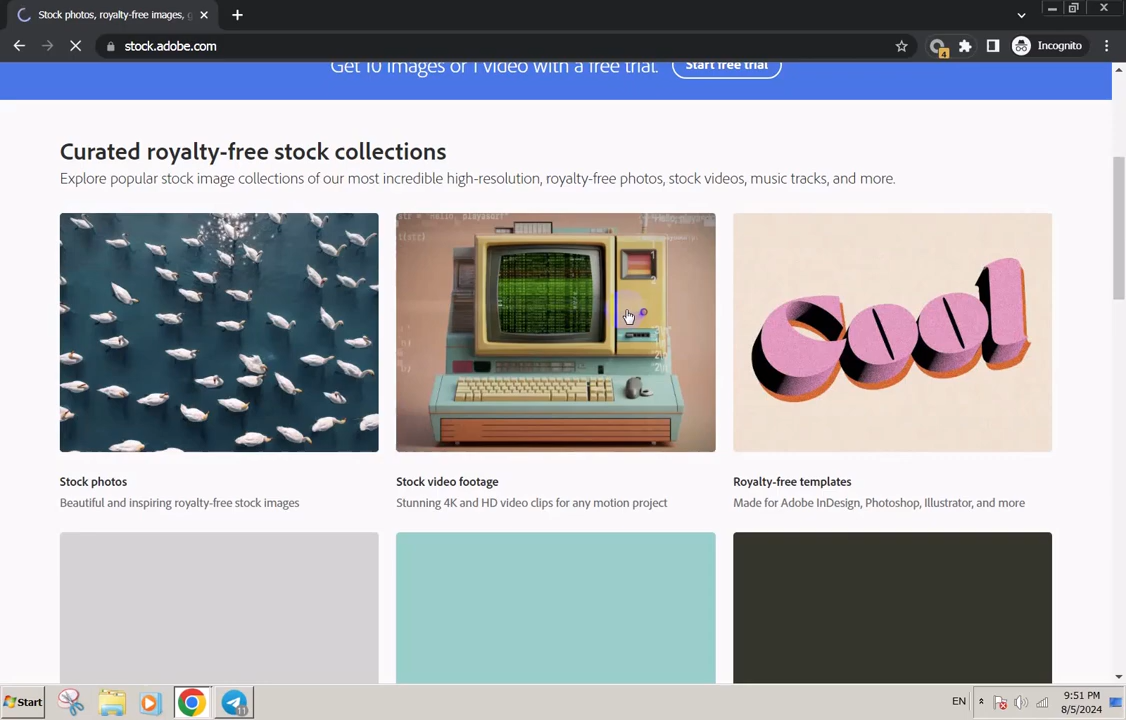 Stock photos, royalty-free images, g
stock.adobe.com
4
Incognito
Get 10 images or 1 video with a free trial.
Start free trial
Curated royalty-free stock collections
Explore popular stock image collections of our most incredible high-resolution, royalty-free photos, stock videos, music tracks, and more.
Cool
Stock photos
Beautiful and inspiring royalty-free stock images
Stock video footage
Stunning 4K and HD video clips for any motion project
Royalty-free templates
Made for Adobe InDesign, Photoshop, Illustrator, and more
Start
11
EN
9:51 PM
8/5/2024